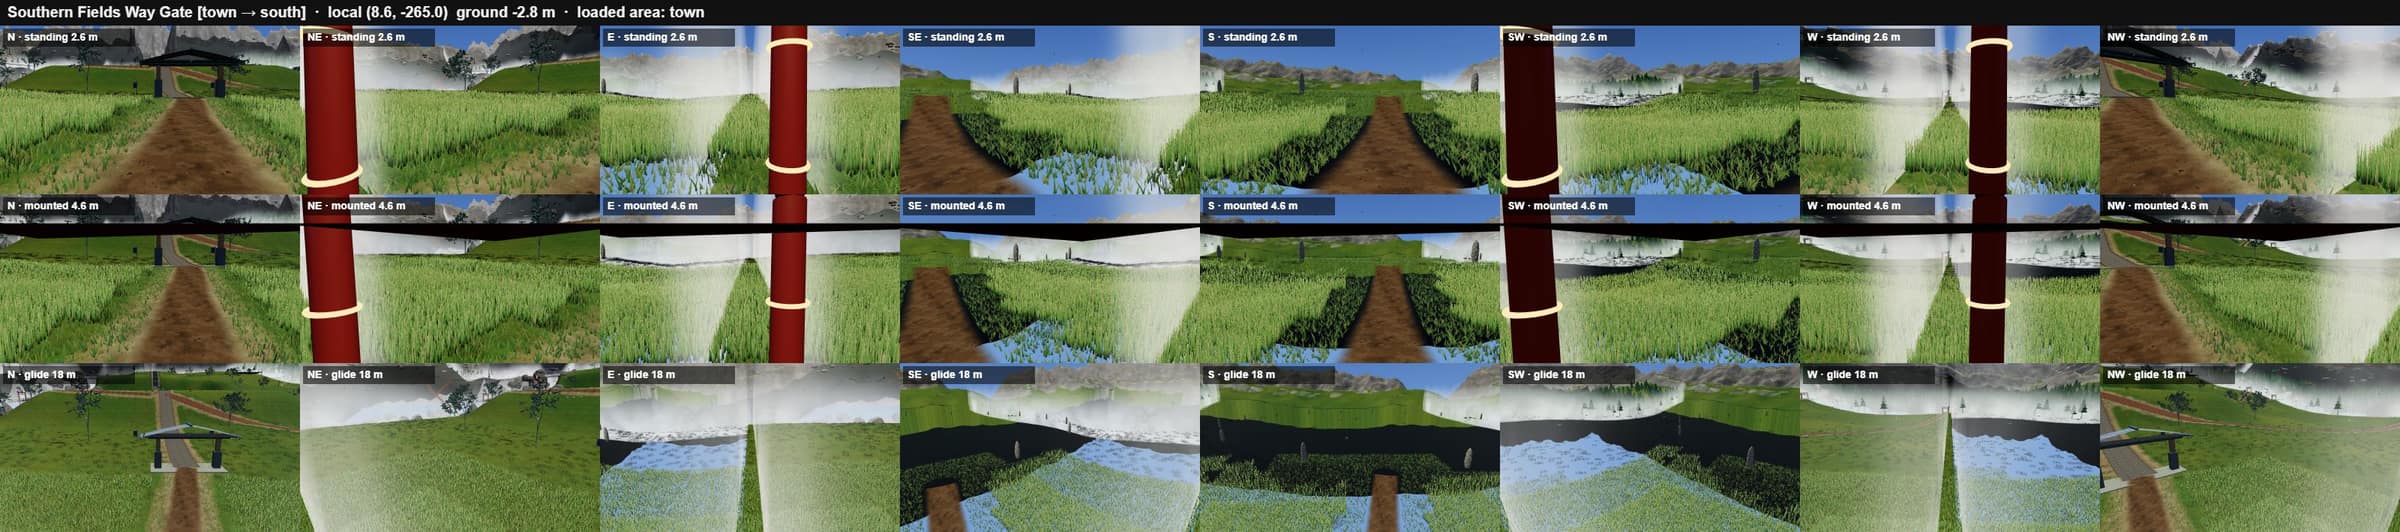 Southern Fields Way Gate [town → south] · local (8.6, -265.0) ground -2.8 m · loaded area: town
N · standing 2.6 m
NE · standing 2.6 m
E · standing 2.6 m
SE · standing 2.6 m
S · standing 2.6 m
SW · standing 2.6 m
W · standing 2.6 m
NW · standing 2.6 m
N · mounted 4.6 m
NE · mounted 4.6 m
E · mounted 4.6 m
SE · mounted 4.6 m
S · mounted 4.6 m
SW · mounted 4.6 m
W · mounted 4.6 m
NW · mounted 4.6 m
N · glide 18 m
NE · glide 18 m
E · glide 18 m
SE · glide 18 m
S · glide 18 m
SW · glide 18 m
W · glide 18 m
NW · glide 18 m